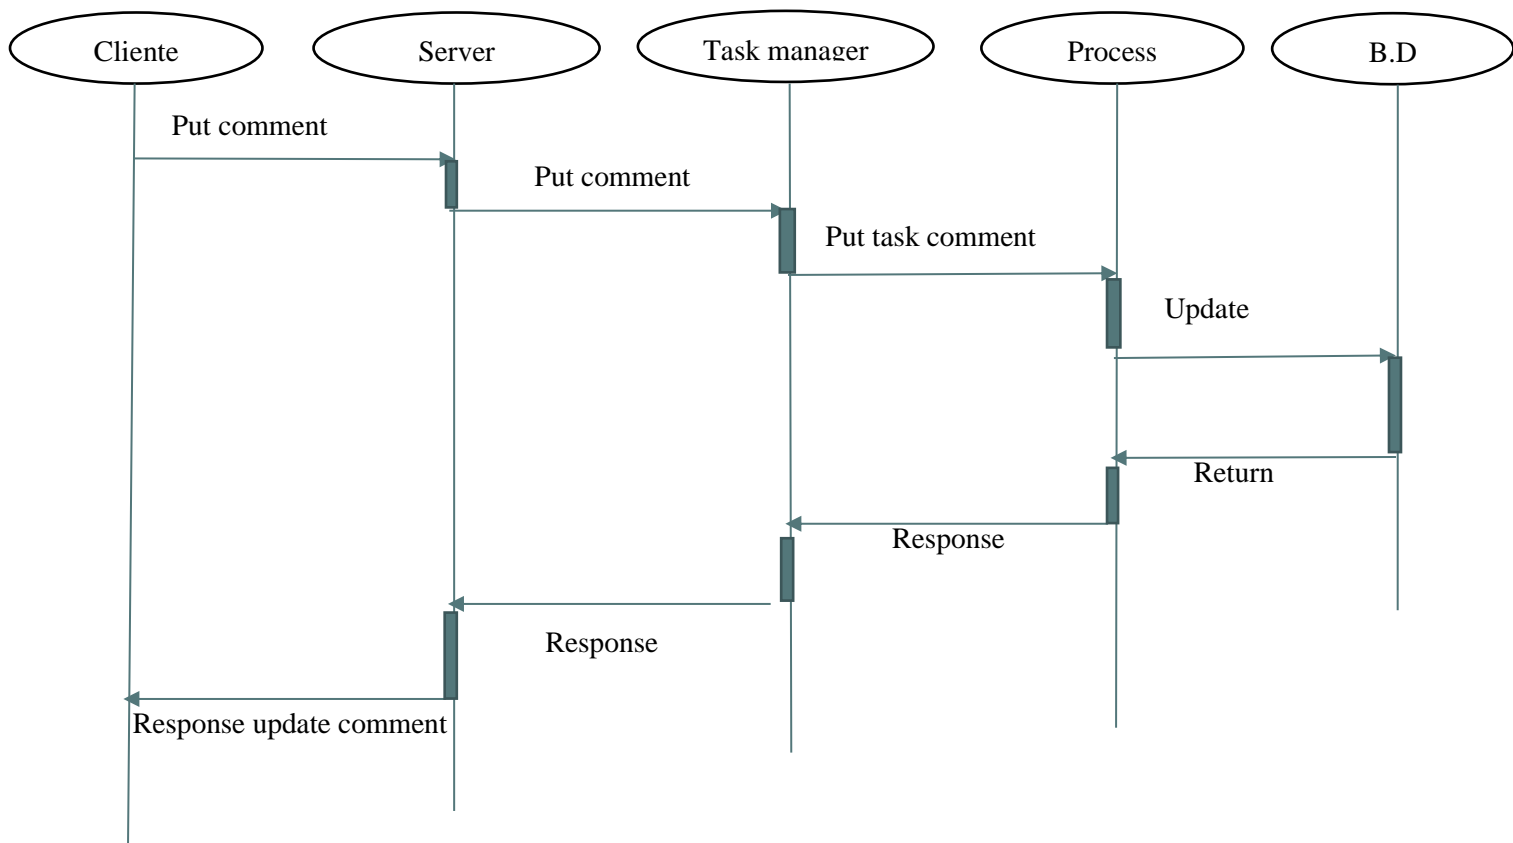 Cliente
Server
Task manager
Process
B.D
Put comment
Put comment
Put task comment
Update
Return
Response
Response
Response update comment